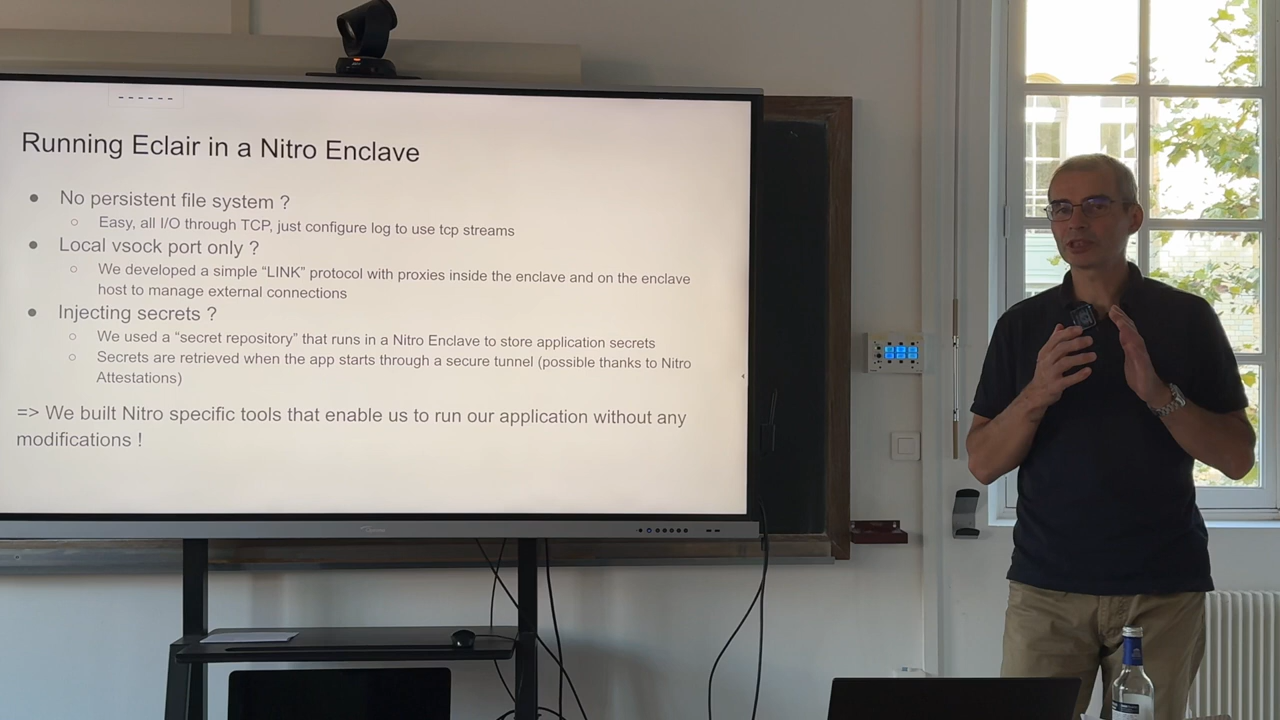 Running Eclair in a Nitro Enclave
● No persistent file system ?
○ Easy, all I/O through TCP, just configure log to use tcp streams
● Local vsock port only ?
○ We developed a simple “LINK” protocol with proxies inside the enclave and on the enclave
host to manage external connections
● Injecting secrets ?
○ We used a “secret repository” that runs in a Nitro Enclave to store application secrets
○ Secrets are retrieved when the app starts through a secure tunnel (possible thanks to Nitro
Attestations)
=> We built Nitro specific tools that enable us to run our application without any
modifications !